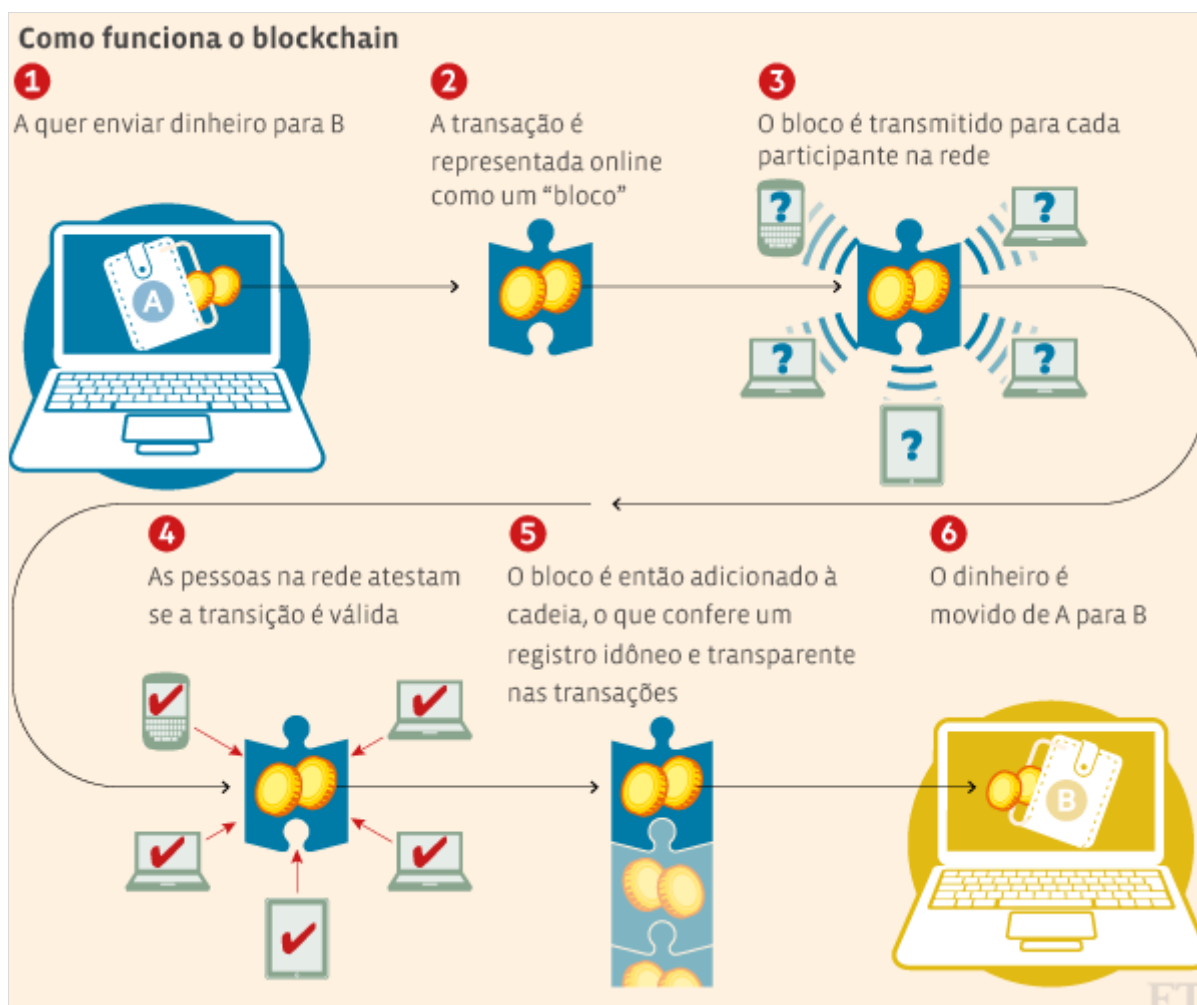 Como funciona o blockchain
1
A quer enviar dinheiro para B
2
A transação é
representada online
como um “bloco”
3
O bloco é transmitido para cada
participante na rede
A
?
?
?
?
?
4
As pessoas na rede atestam
se a transição é válida
5
O bloco é então adicionado à
cadeia, o que confere um
registro idôneo e transparente
nas transações
6
O dinheiro é
movido de A para B
B
FT